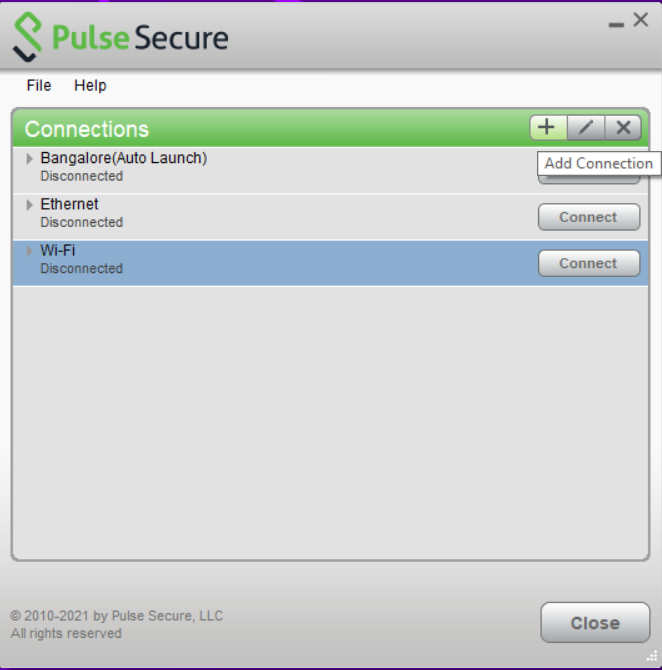 Pulse Secure
File Help
Connections
Add Connection
Bangalore(Auto Launch)
Disconnected
Ethernet
Disconnected
Connect
Wi-Fi
Disconnected
Connect
© 2010-2021 by Pulse Secure, LLC
All rights reserved
Close